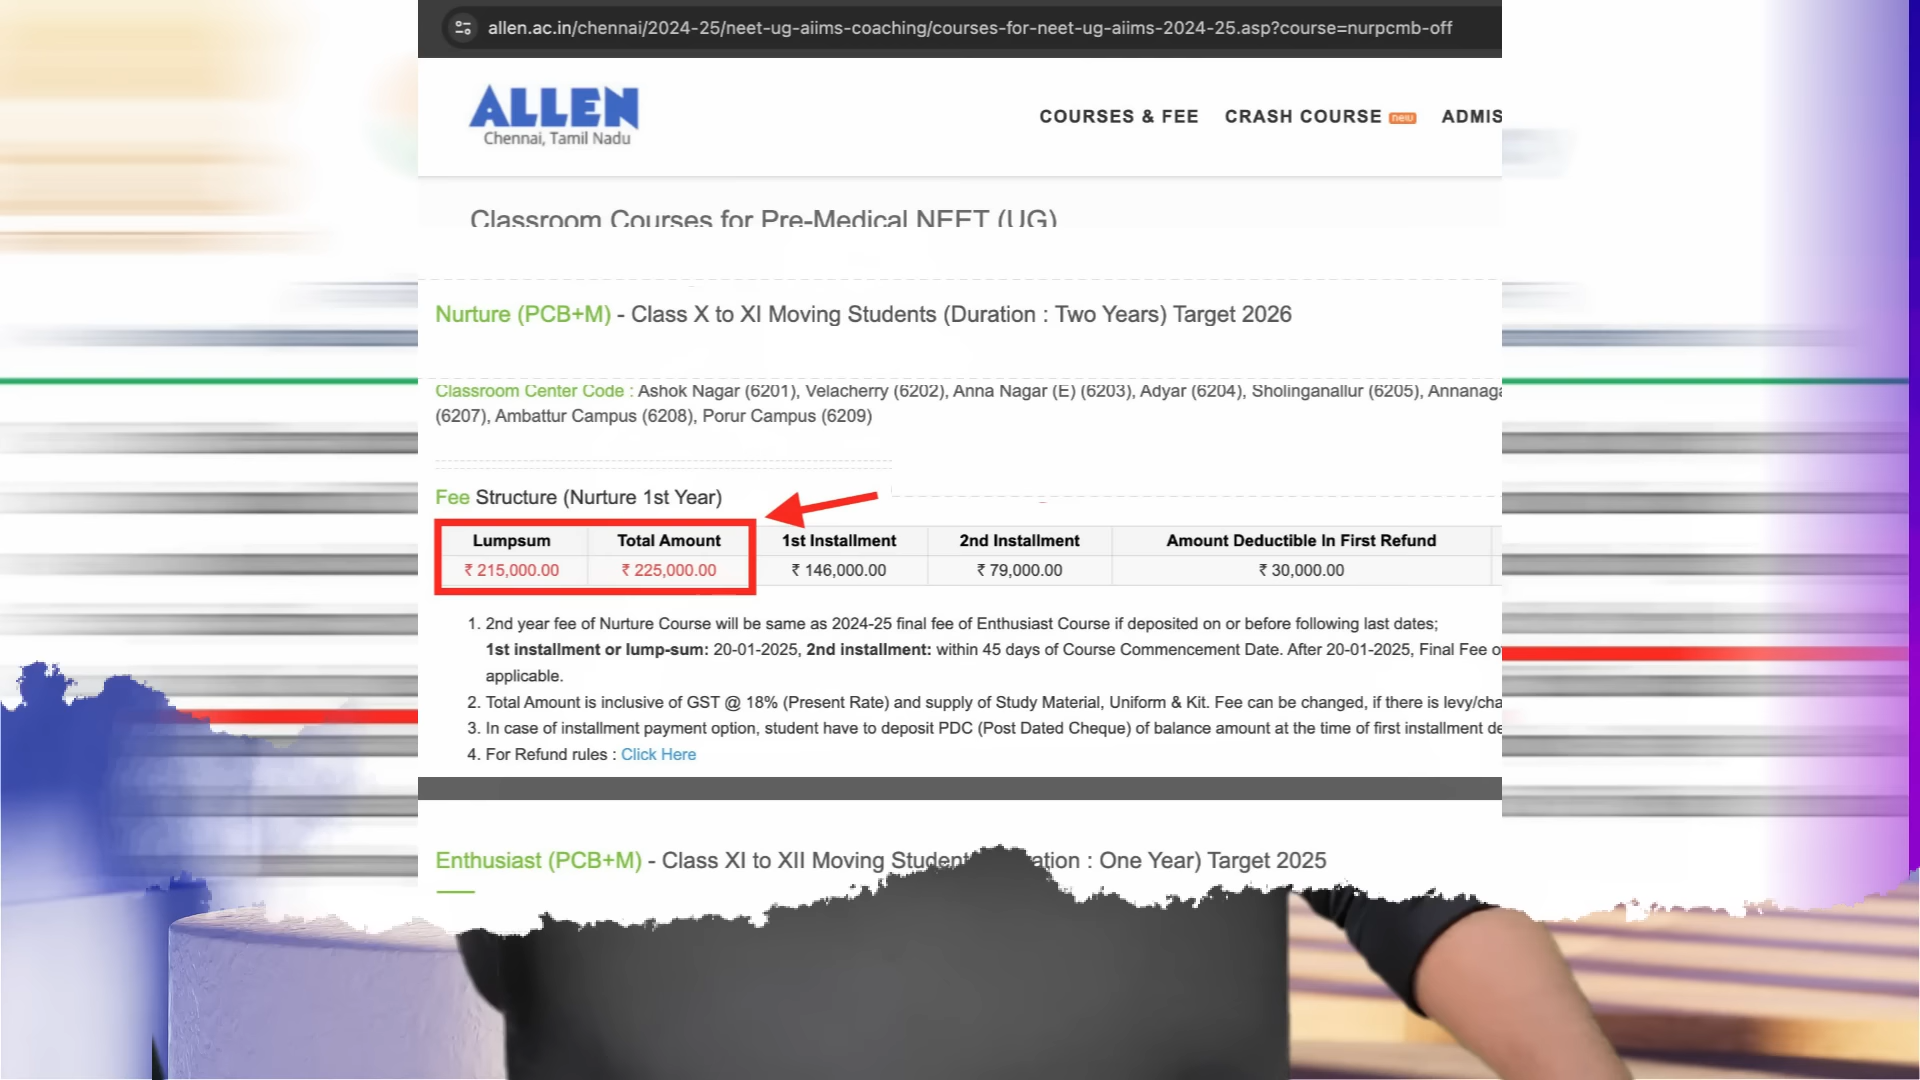 allen.ac.in/chennai/2024-25/neet-ug-aiims-coaching/courses-for-neet-ug-aiims-2024-25.asp?course=nurpcmb-off
ALLEN
Chennai, Tamil Nadu
COURSES & FEE CRASH COURSE new ADMIS
Classroom Courses for Pre-Medical NEET (UG)
Nurture (PCB+M) - Class X to XI Moving Students (Duration : Two Years) Target 2026
Classroom Center Code : Ashok Nagar (6201), Velacherry (6202), Anna Nagar (E) (6203), Adyar (6204), Sholinganallur (6205), Annanaga
(6207), Ambattur Campus (6208), Porur Campus (6209)
Fee Structure (Nurture 1st Year)
Lumpsum Total Amount 1st Installment 2nd Installment Amount Deductible In First Refund
₹ 215,000.00 ₹ 225,000.00 ₹ 146,000.00 ₹ 79,000.00 ₹ 30,000.00
1. 2nd year fee of Nurture Course will be same as 2024-25 final fee of Enthusiast Course if deposited on or before following last dates;
1st installment or lump-sum: 20-01-2025, 2nd installment: within 45 days of Course Commencement Date. After 20-01-2025, Final Fee o
applicable.
2. Total Amount is inclusive of GST @ 18% (Present Rate) and supply of Study Material, Uniform & Kit. Fee can be changed, if there is levy/cha
3. In case of installment payment option, student have to deposit PDC (Post Dated Cheque) of balance amount at the time of first installment de
4. For Refund rules : Click Here
Enthusiast (PCB+M) - Class XI to XII Moving Student ation : One Year) Target 2025